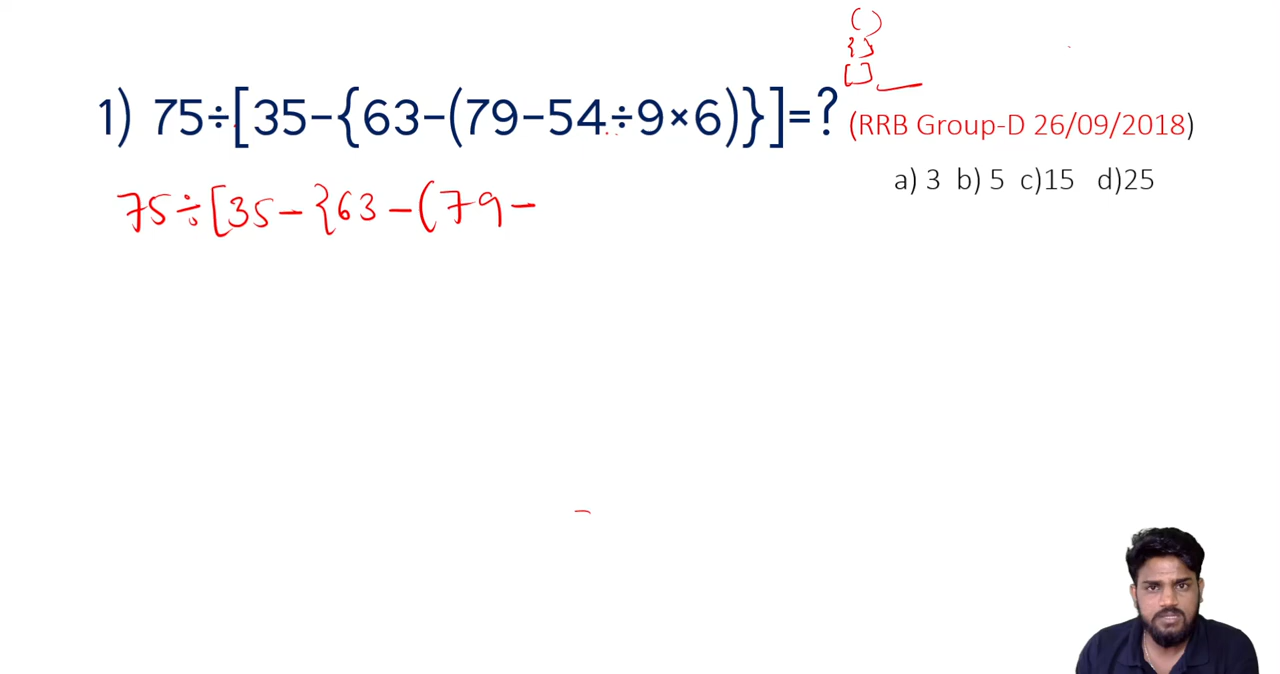 ( )
{ }
[ ]
1) 75÷[35−{63−(79−54÷9×6)}]=? (RRB Group-D 26/09/2018)
a) 3 b) 5 c)15 d)25
75÷[35−{63−(79−